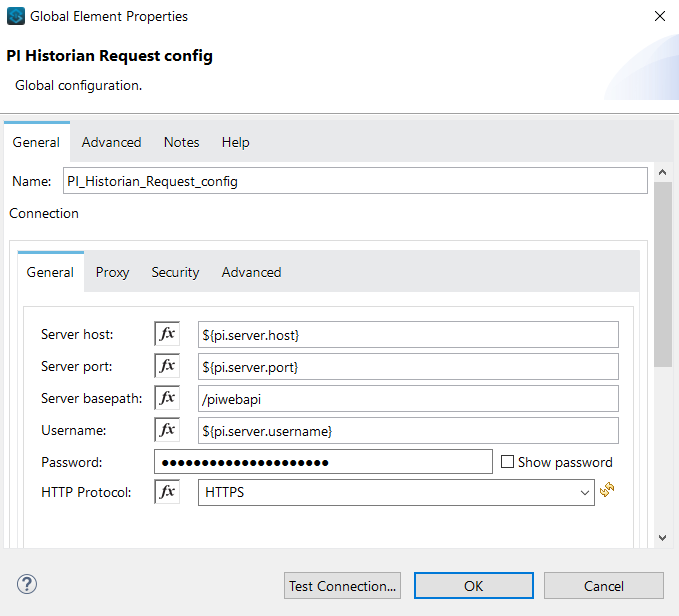 Global Element Properties
PI Historian Request config
Global configuration.
General Advanced Notes Help
Name: PI_Historian_Request_config
Connection
General Proxy Security Advanced
Server host: fx ${pi.server.host}
Server port: fx ${pi.server.port}
Server basepath: fx /piwebapi
Username: fx ${pi.server.username}
Password: ●●●●●●●●●●●●●●●●●●●●● Show password
HTTP Protocol: fx HTTPS
? Test Connection... OK Cancel